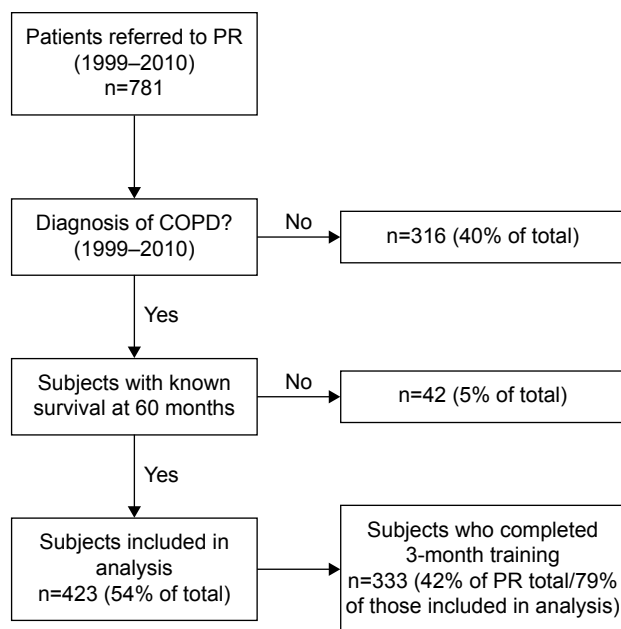 Patients referred to PR
(1999–2010)
n=781
Diagnosis of COPD?
(1999–2010)
No
n=316 (40% of total)
Yes
Subjects with known
survival at 60 months
No
n=42 (5% of total)
Yes
Subjects included in
analysis
n=423 (54% of total)
Subjects who completed
3-month training
n=333 (42% of PR total/79%
of those included in analysis)